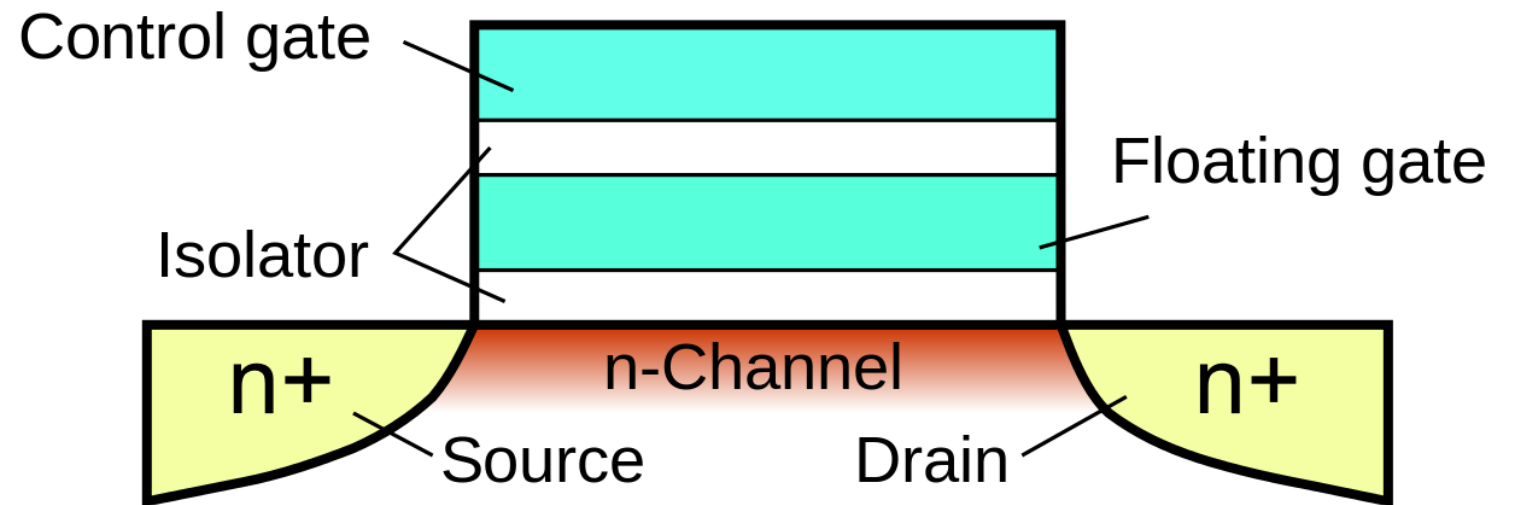 Control gate
Floating gate
Isolator
n-Channel
n+
n+
Source
Drain